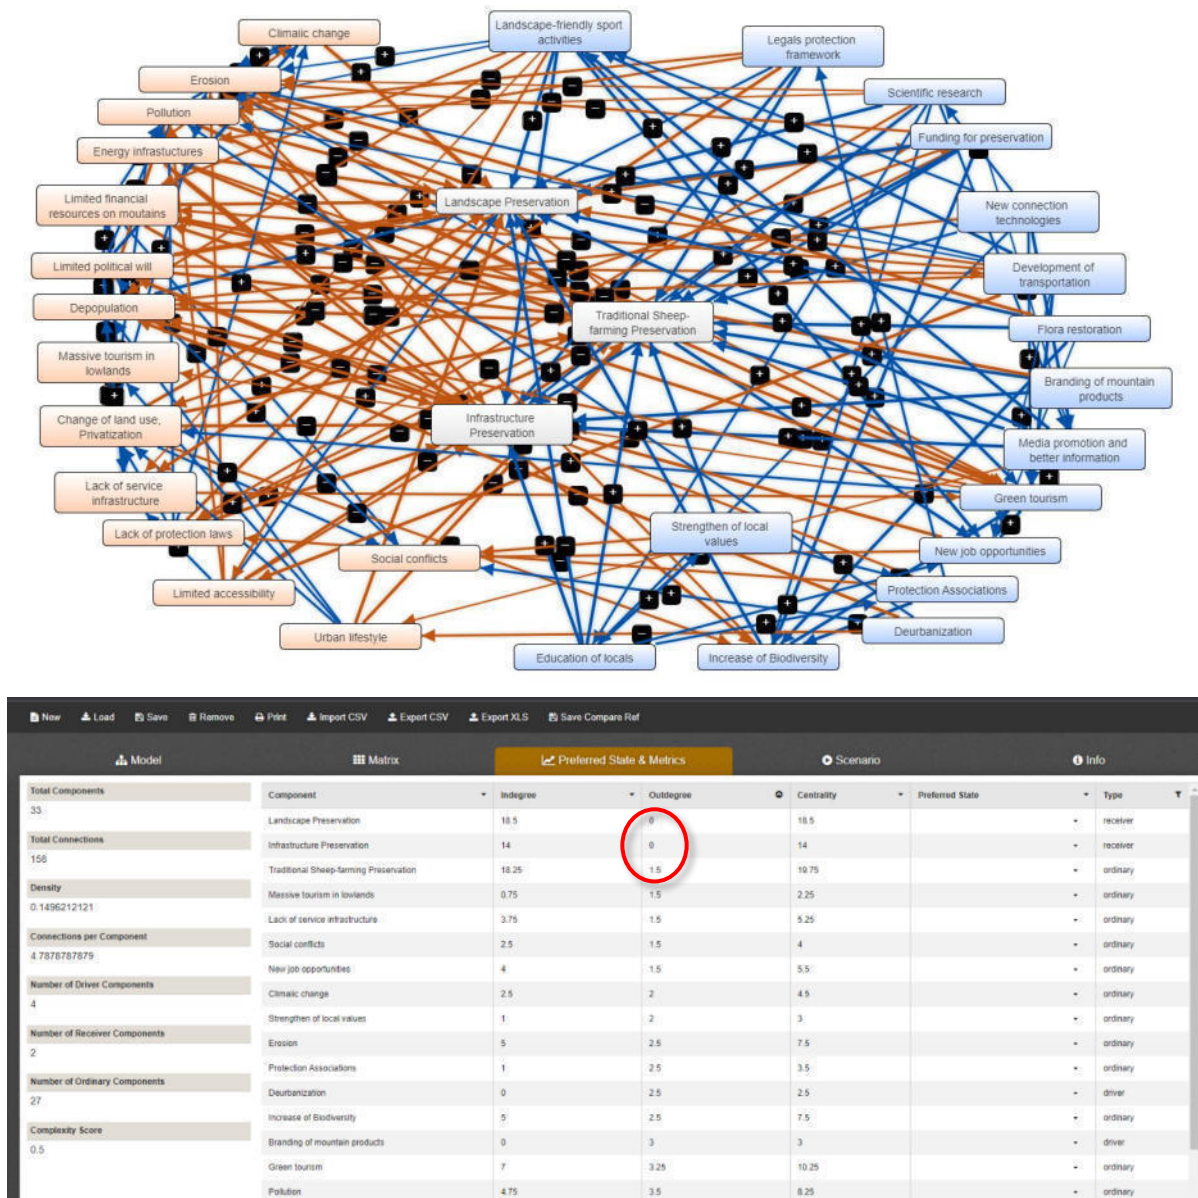 Climaiic change
Landscape-friendly sport
activities
Legals protection
framework
Erosion
Scientific research
Pollution
Funding for preservation
Energy infrastuctures
Limited financial
resources on moutains
Landscape Preservation
New connection
technologies
Limited political will
Development of
transportation
Depopulation
Traditional Sheep-
farming Preservation
Flora restoration
Massive tourism in
lowlands
Branding of mountain
products
Change of land use,
Privatization
Infrastructure
Preservation
Media promotion and
better information
Lack of service
infrastructure
Green tourism
Lack of protection laws
Strengthen of local
values
Social conflicts
New job opportunities
Limited accessibility
Protection Associations
Urban lifestyle
Deurbanization
Education of locals
Increase of Biodiversity
New Load Save Remove Print Import CSV Export CSV Export XLS Save Compare Ref
Model Matrix Preferred State & Metrics Scenario Info
Total Components
33
Total Connections
158
Density
0.1496212121
Connections per Component
4.7878787879
Number of Driver Components
4
Number of Receiver Components
2
Number of Ordinary Components
27
Complexity Score
0.5
Component Indegree Outdegree Centrality Preferred State Type
Landscape Preservation 18.5 0 18.5 receiver
Infrastructure Preservation 14 0 14 receiver
Traditional Sheep-farming Preservation 18.25 1.5 19.75 ordinary
Massive tourism in lowlands 0.75 1.5 2.25 ordinary
Lack of service infrastructure 3.75 1.5 5.25 ordinary
Social conflicts 2.5 1.5 4 ordinary
New job opportunities 4 1.5 5.5 ordinary
Climaiic change 2.5 2 4.5 ordinary
Strengthen of local values 1 2 3 ordinary
Erosion 5 2.5 7.5 ordinary
Protection Associations 1 2.5 3.5 ordinary
Deurbanization 0 2.5 2.5 driver
Increase of Biodiversity 5 2.5 7.5 ordinary
Branding of mountain products 0 3 3 driver
Green tourism 7 3.25 10.25 ordinary
Pollution 4.75 3.5 8.25 ordinary